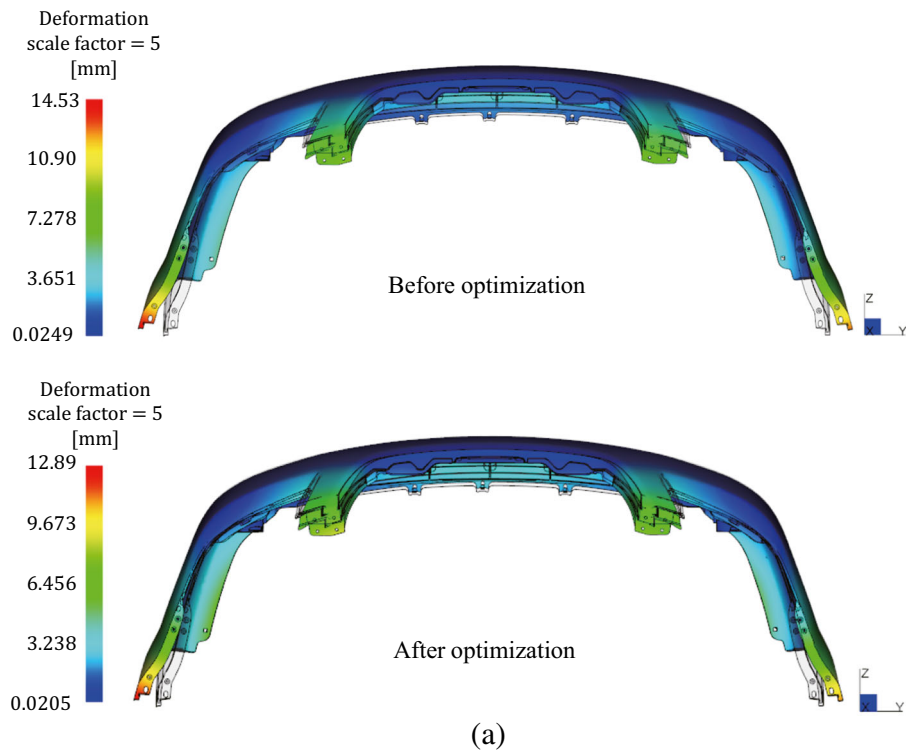 Deformation
scale factor = 5
[mm]
14.53
10.90
7.278
3.651
0.0249
Before optimization
Z
X
Y
Deformation
scale factor = 5
[mm]
12.89
9.673
6.456
3.238
0.0205
After optimization
Z
X
Y
(a)